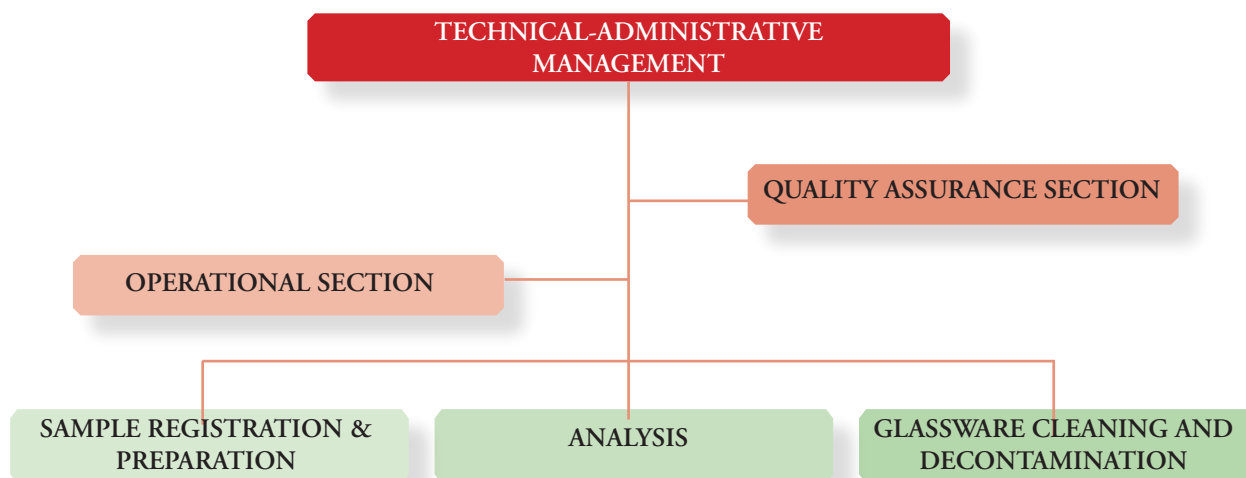 TECHNICAL-ADMINISTRATIVE
MANAGEMENT
QUALITY ASSURANCE SECTION
OPERATIONAL SECTION
SAMPLE REGISTRATION &
PREPARATION
ANALYSIS
GLASSWARE CLEANING AND
DECONTAMINATION